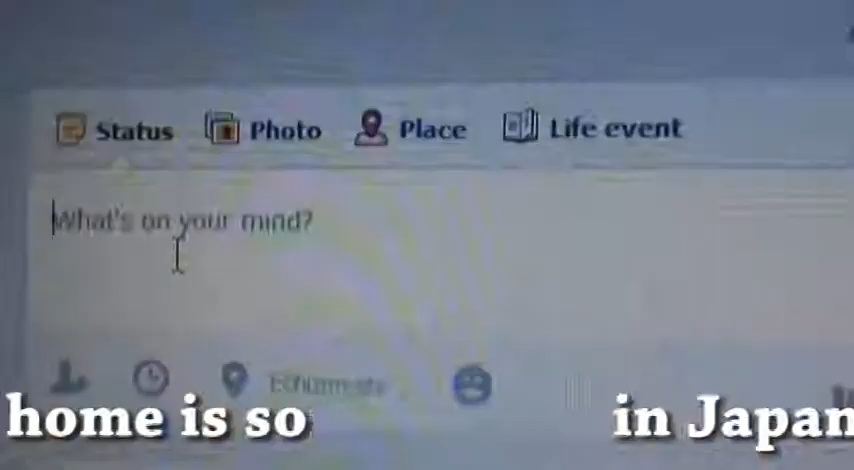 Status Photo Place Life event
What's on your mind?
home is so in Japan